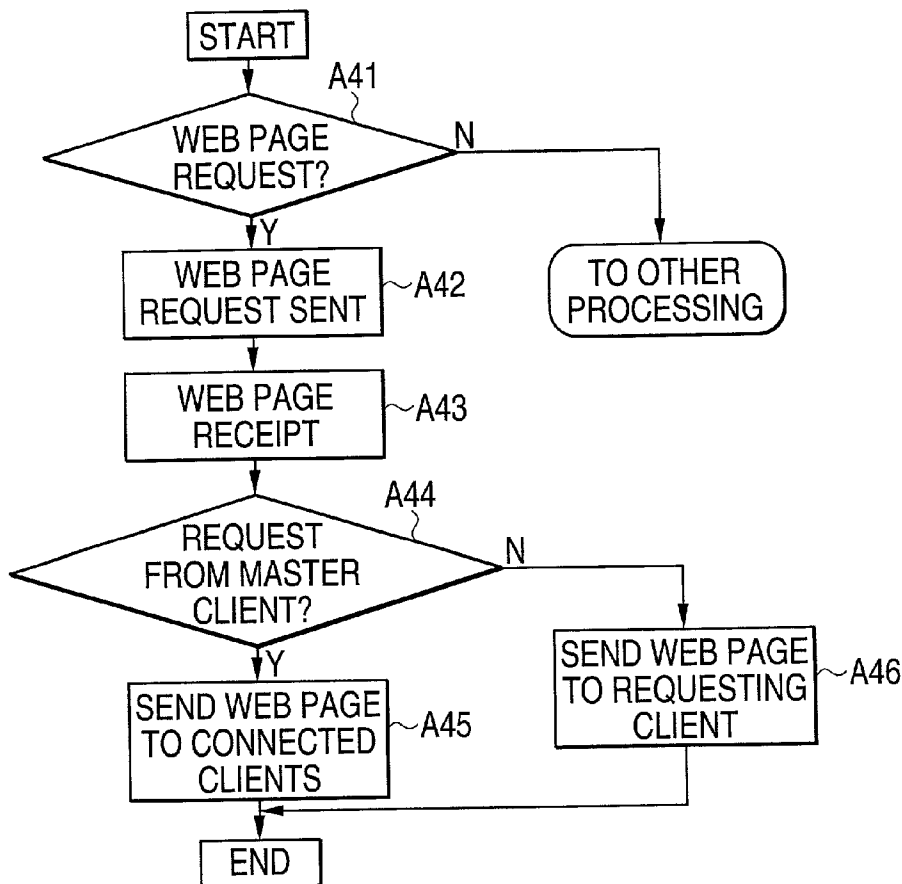 START
A41
WEB PAGE
REQUEST?
N
Y
WEB PAGE
REQUEST SENT
A42
TO OTHER
PROCESSING
WEB PAGE
RECEIPT
A43
A44
REQUEST
FROM MASTER
CLIENT?
N
Y
SEND WEB PAGE
TO CONNECTED
CLIENTS
A45
SEND WEB PAGE
TO REQUESTING
CLIENT
A46
END